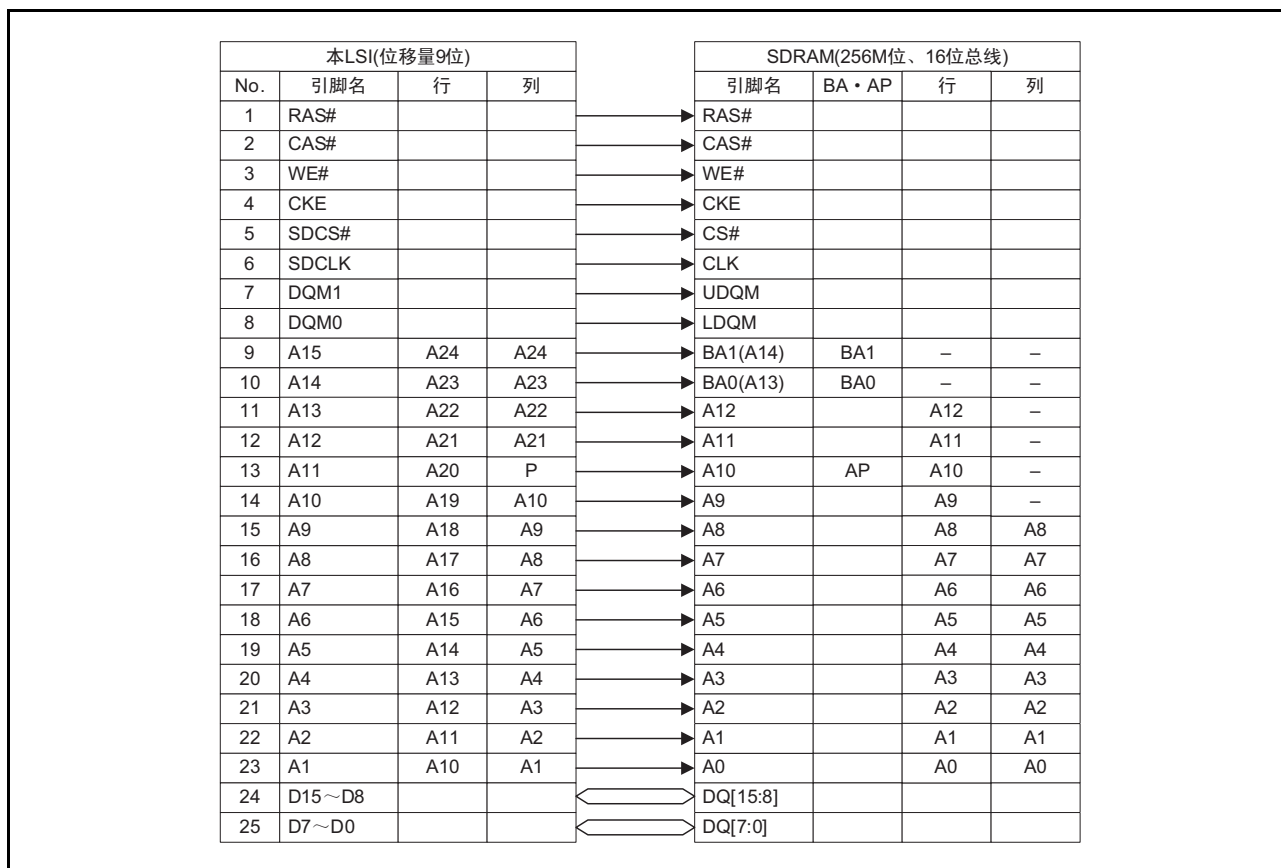 本LSI(位移量9位) SDRAM(256M位、16位总线)
No. 引脚名 行 列 引脚名 BA・AP 行 列
1 RAS# RAS#
2 CAS# CAS#
3 WE# WE#
4 CKE CKE
5 SDCS# CS#
6 SDCLK CLK
7 DQM1 UDQM
8 DQM0 LDQM
9 A15 A24 A24 BA1(A14) BA1 – –
10 A14 A23 A23 BA0(A13) BA0 – –
11 A13 A22 A22 A12 A12 –
12 A12 A21 A21 A11 A11 –
13 A11 A20 P A10 AP A10 –
14 A10 A19 A10 A9 A9 –
15 A9 A18 A9 A8 A8 A8
16 A8 A17 A8 A7 A7 A7
17 A7 A16 A7 A6 A6 A6
18 A6 A15 A6 A5 A5 A5
19 A5 A14 A5 A4 A4 A4
20 A4 A13 A4 A3 A3 A3
21 A3 A12 A3 A2 A2 A2
22 A2 A11 A2 A1 A1 A1
23 A1 A10 A1 A0 A0 A0
24 D15～D8 DQ[15:8]
25 D7～D0 DQ[7:0]